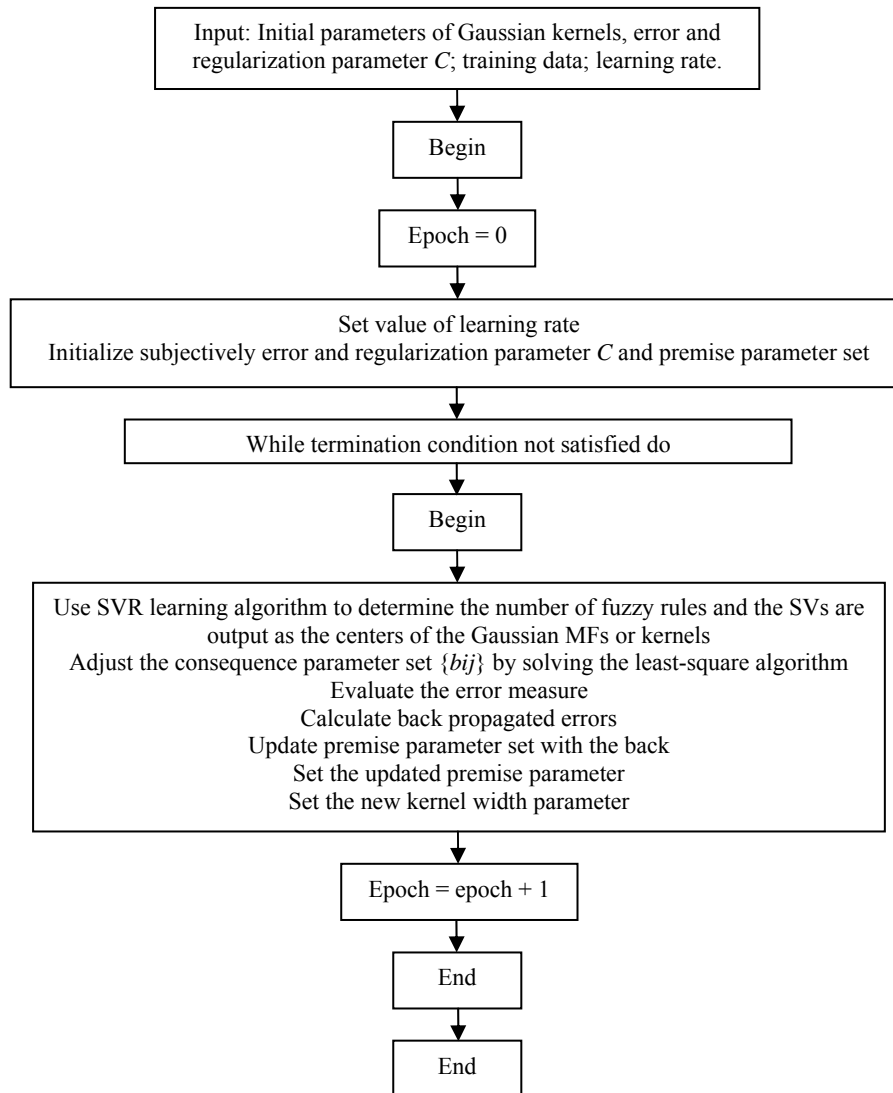 Input: Initial parameters of Gaussian kernels, error and
regularization parameter C; training data; learning rate.
Begin
Epoch = 0
Set value of learning rate
Initialize subjectively error and regularization parameter C and premise parameter set
While termination condition not satisfied do
Begin
Use SVR learning algorithm to determine the number of fuzzy rules and the SVs are
output as the centers of the Gaussian MFs or kernels
Adjust the consequence parameter set {bij} by solving the least-square algorithm
Evaluate the error measure
Calculate back propagated errors
Update premise parameter set with the back
Set the updated premise parameter
Set the new kernel width parameter
Epoch = epoch + 1
End
End